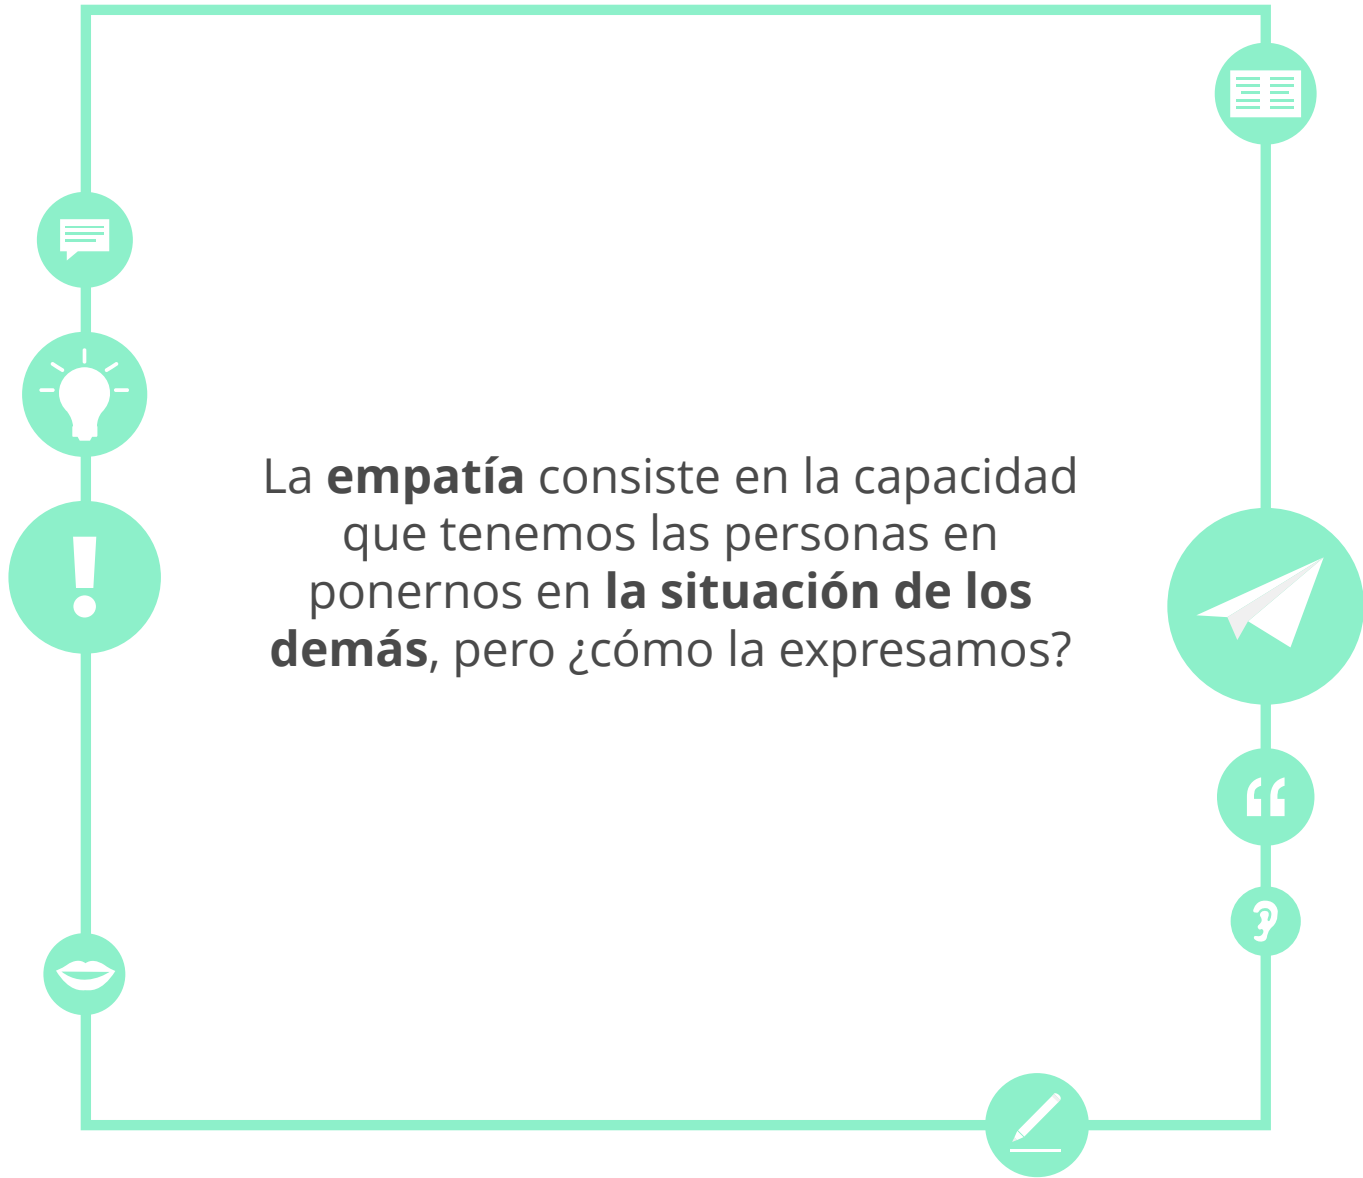 La empatía consiste en la capacidad
que tenemos las personas en
ponernos en la situación de los
demás, pero ¿cómo la expresamos?